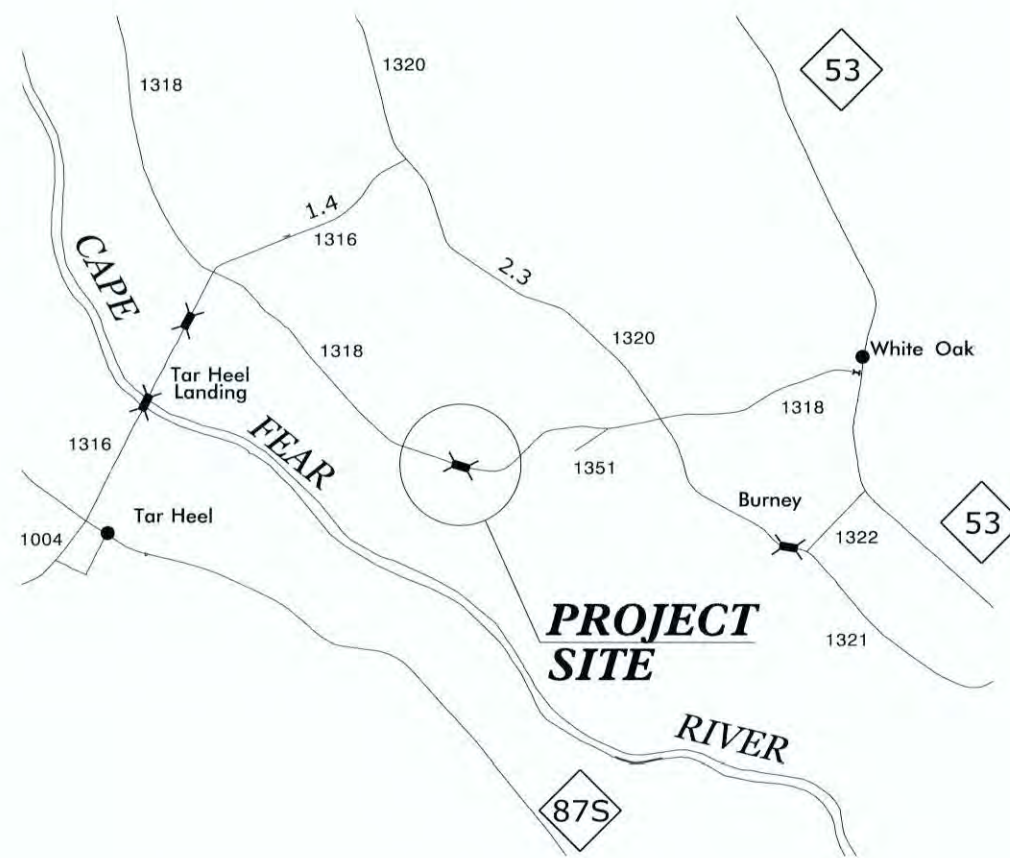 1318
1320
53
1.4
1316
CAPE
2.3
1320
1318
White Oak
Tar Heel
Landing
1318
FEAR
1316
1351
Burney
Tar Heel
53
1004
1322
PROJECT
SITE
1321
RIVER
87S